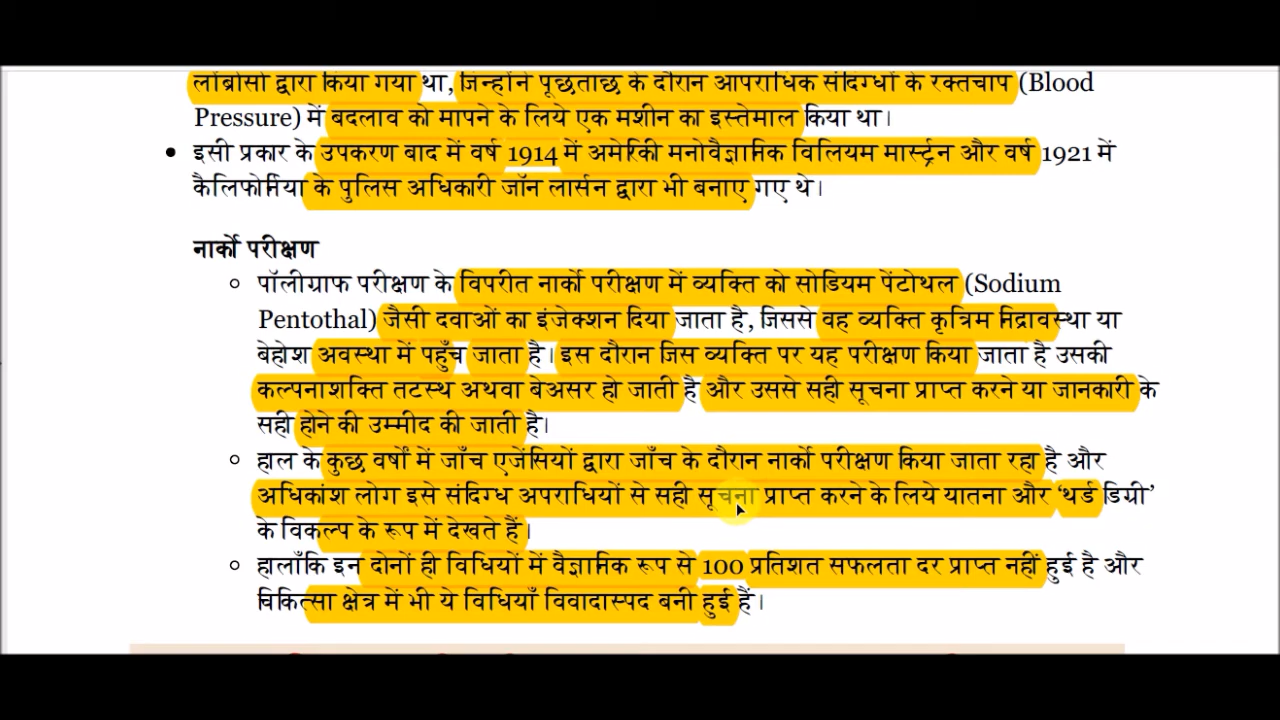 लोंब्रोसो द्वारा किया गया था, जिन्होंने पूछताछ के दौरान आपराधिक संदिग्धों के रक्तचाप (Blood
Pressure) में बदलाव को मापने के लिये एक मशीन का इस्तेमाल किया था।
• इसी प्रकार के उपकरण बाद में वर्ष 1914 में अमेरिकी मनोवैज्ञानिक विलियम मार्स्ट्रन और वर्ष 1921 में
कैलिफोर्निया के पुलिस अधिकारी जॉन लार्सन द्वारा भी बनाए गए थे।
नार्को परीक्षण
○ पॉलीग्राफ परीक्षण के विपरीत नार्को परीक्षण में व्यक्ति को सोडियम पेंटोथल (Sodium
Pentothal) जैसी दवाओं का इंजेक्शन दिया जाता है, जिससे वह व्यक्ति कृत्रिम निद्रावस्था या
बेहोश अवस्था में पहुँच जाता है। इस दौरान जिस व्यक्ति पर यह परीक्षण किया जाता है उसकी
कल्पनाशक्ति तटस्थ अथवा बेअसर हो जाती है और उससे सही सूचना प्राप्त करने या जानकारी के
सही होने की उम्मीद की जाती है।
○ हाल के कुछ वर्षों में जाँच एजेंसियों द्वारा जाँच के दौरान नार्को परीक्षण किया जाता रहा है और
अधिकांश लोग इसे संदिग्ध अपराधियों से सही सूचना प्राप्त करने के लिये यातना और ‘थर्ड डिग्री’
के विकल्प के रूप में देखते हैं।
○ हालाँकि इन दोनों ही विधियों में वैज्ञानिक रूप से 100 प्रतिशत सफलता दर प्राप्त नहीं हुई है और
चिकित्सा क्षेत्र में भी ये विधियाँ विवादास्पद बनी हुई हैं।